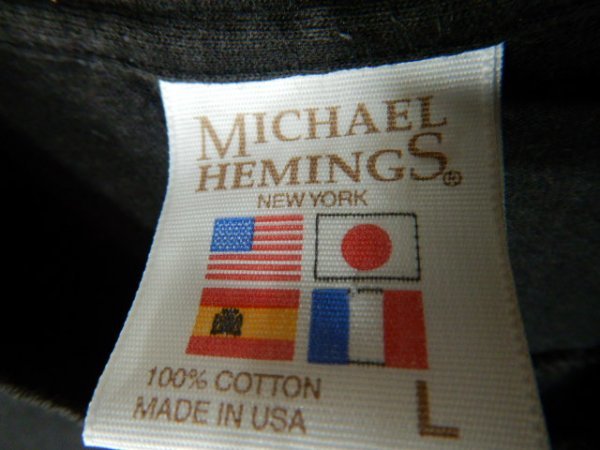 MICHAEL
HEMINGS®
NEW YORK
100% COTTON
MADE IN USA
L